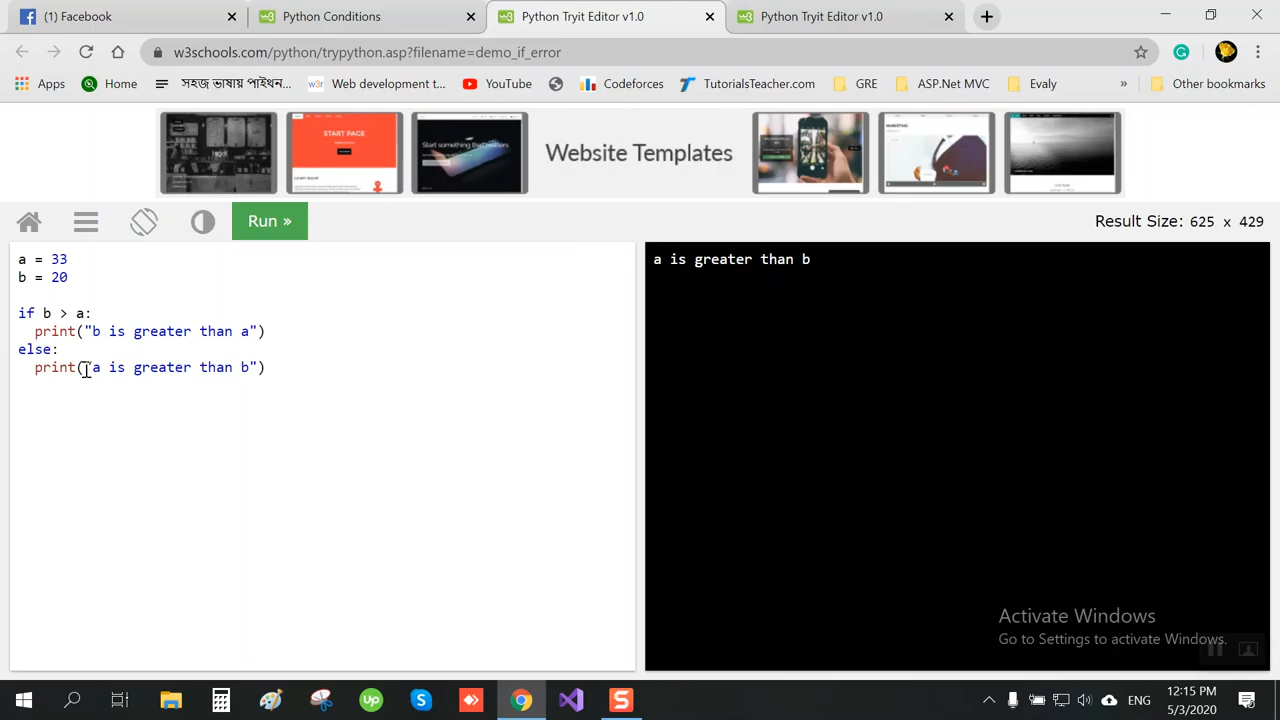 (1) Facebook
Python Conditions
Python Tryit Editor v1.0
Python Tryit Editor v1.0
w3schools.com/python/trypython.asp?filename=demo_if_error
Apps
Home
সহজ ভাষায় পাইথন...
Web development t...
YouTube
Codeforces
TutorialsTeacher.com
GRE
ASP.Net MVC
Evaly
»
Other bookmarks
START PAGE
Start something that matters
Website Templates
Run »
Result Size: 625 x 429
a = 33
b = 20
if b > a:
print("b is greater than a")
else:
print("a is greater than b")
a is greater than b
Activate Windows
Go to Settings to activate Windows.
ENG
12:15 PM
5/3/2020